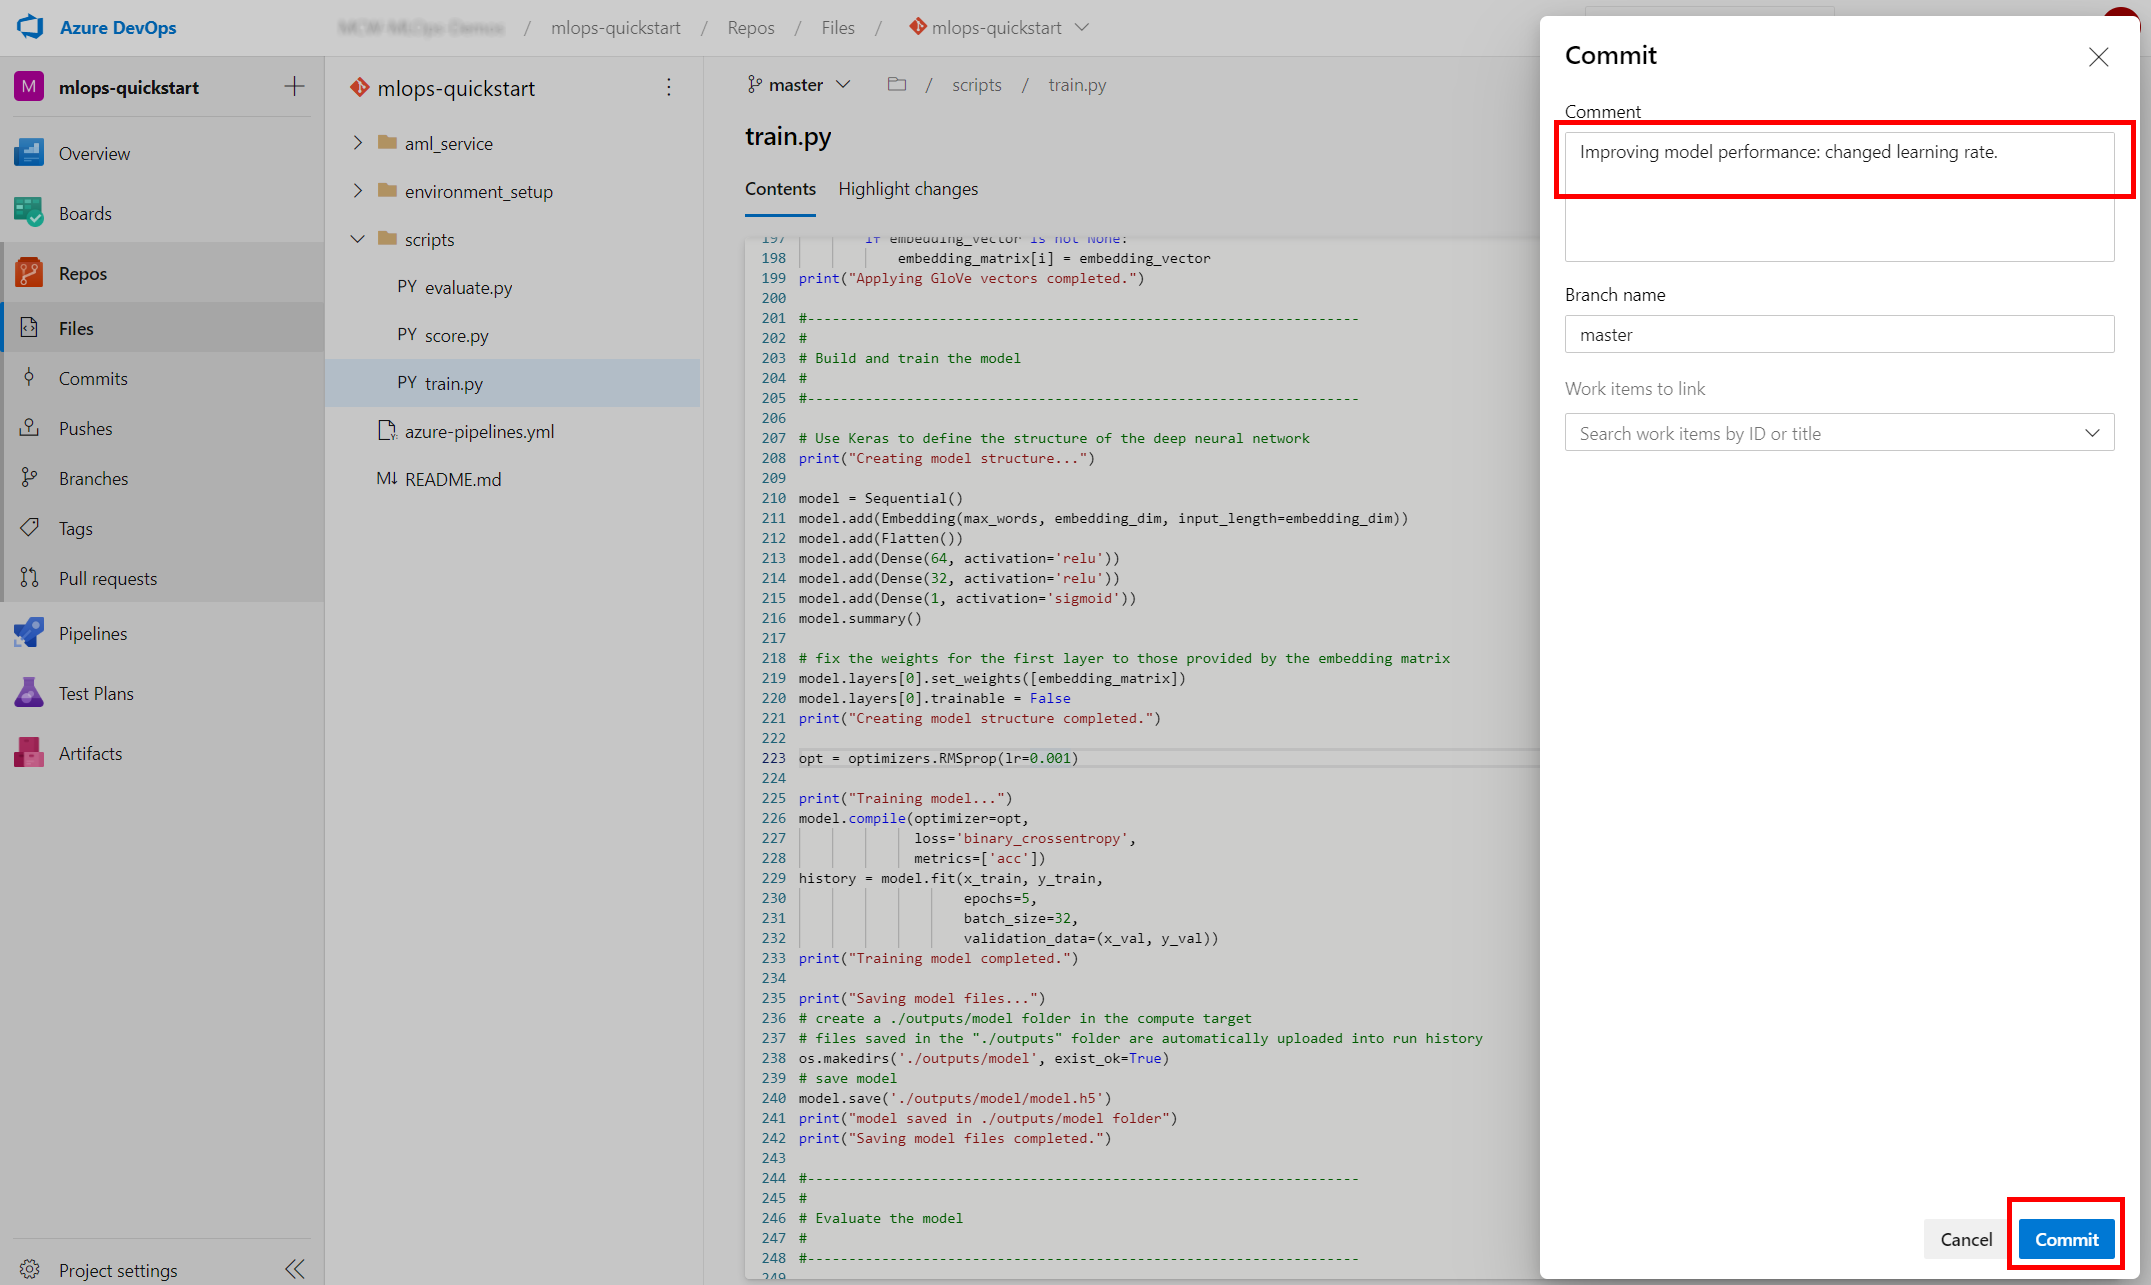 Azure DevOps
/ mlops-quickstart / Repos / Files / mlops-quickstart
M mlops-quickstart
Overview
Boards
Repos
Files
Commits
Pushes
Branches
Tags
Pull requests
Pipelines
Test Plans
Artifacts
Project settings
mlops-quickstart
aml_service
environment_setup
scripts
PY evaluate.py
PY score.py
PY train.py
azure-pipelines.yml
M↓ README.md
master / scripts / train.py
train.py
Contents Highlight changes
197 if embedding_vector is not None:
198 embedding_matrix[i] = embedding_vector
199 print("Applying GloVe vectors completed.")
200
201 #-------------------------------------------------------------------
202 #
203 # Build and train the model
204 #
205 #-------------------------------------------------------------------
206
207 # Use Keras to define the structure of the deep neural network
208 print("Creating model structure...")
209
210 model = Sequential()
211 model.add(Embedding(max_words, embedding_dim, input_length=embedding_dim))
212 model.add(Flatten())
213 model.add(Dense(64, activation='relu'))
214 model.add(Dense(32, activation='relu'))
215 model.add(Dense(1, activation='sigmoid'))
216 model.summary()
217
218 # fix the weights for the first layer to those provided by the embedding matrix
219 model.layers[0].set_weights([embedding_matrix])
220 model.layers[0].trainable = False
221 print("Creating model structure completed.")
222
223 opt = optimizers.RMSprop(lr=0.001)
224
225 print("Training model...")
226 model.compile(optimizer=opt,
227 loss='binary_crossentropy',
228 metrics=['acc'])
229 history = model.fit(x_train, y_train,
230 epochs=5,
231 batch_size=32,
232 validation_data=(x_val, y_val))
233 print("Training model completed.")
234
235 print("Saving model files...")
236 # create a ./outputs/model folder in the compute target
237 # files saved in the "./outputs" folder are automatically uploaded into run history
238 os.makedirs('./outputs/model', exist_ok=True)
239 # save model
240 model.save('./outputs/model/model.h5')
241 print("model saved in ./outputs/model folder")
242 print("Saving model files completed.")
243
244 #-------------------------------------------------------------------
245 #
246 # Evaluate the model
247 #
248 #-------------------------------------------------------------------
249
Commit
Comment
Improving model performance: changed learning rate.
Branch name
master
Work items to link
Search work items by ID or title
Cancel Commit